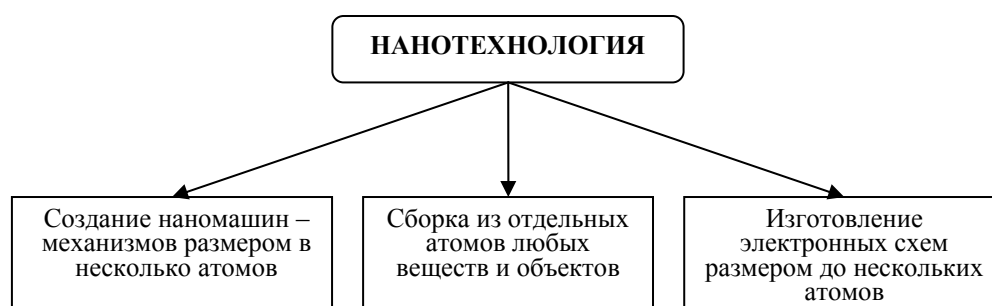 НАНОТЕХНОЛОГИЯ
Создание наномашин –
механизмов размером в
несколько атомов
Сборка из отдельных
атомов любых
веществ и объектов
Изготовление
электронных схем
размером до нескольких
атомов